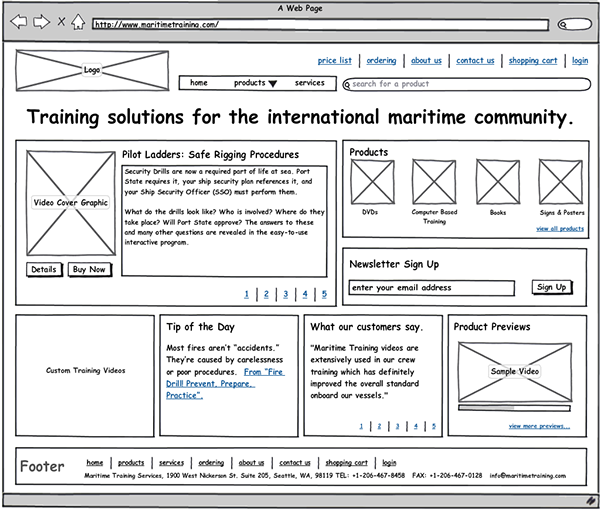 A Web Page
http://www.maritimetraining.com/
Logo
price list | ordering | about us | contact us | shopping cart | login
home products services
search for a product
Training solutions for the international maritime community.
Video Cover Graphic
Details Buy Now
Pilot Ladders: Safe Rigging Procedures
Security Drills are now a required part of life at sea. Port
State requires it, your ship security plan references it, and
your Ship Security Officer (SSO) must perform them.
What do the drills look like? Who is involved? Where do they
take place? Will Port State approve? The answers to these
and many other questions are revealed in the easy-to-use
interactive program.
1 | 2 | 3 | 4 | 5
Products
DVDs
Computer Based
Training
Books
Signs & Posters
view all products
Newsletter Sign Up
enter your email address Sign Up
Custom Training Videos
Tip of the Day
Most fires aren't "accidents."
They're caused by carelessness
or poor procedures. From "Fire
Drill! Prevent, Prepare,
Practice".
What our customers say.
"Maritime Training videos are
extensively used in our crew
training which has definitely
improved the overall standard
onboard our vessels."
1 | 2 | 3 | 4 | 5
Product Previews
Sample Video
view more previews...
Footer
home | products | services | ordering | about us | contact us | shopping cart | login
Maritime Training Services, 1900 West Nickerson St. Suite 205, Seattle, WA, 98119 TEL: +1-206-467-8458 FAX: +1-206-467-0128 info@maritimetraining.com